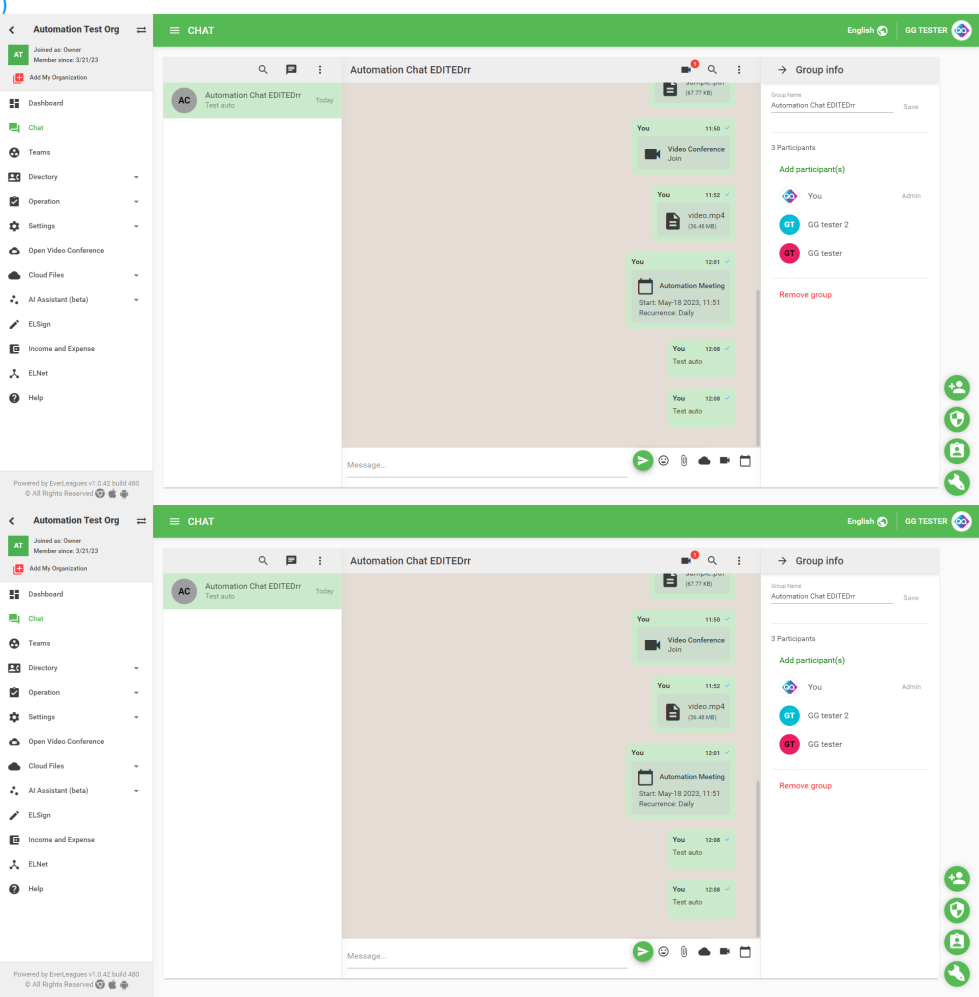 )
Automation Test Org
AT
Joined as: Owner
Member since: 3/21/23
Add My Organization
Dashboard
Chat
Teams
Directory
Operation
Settings
Open Video Conference
Cloud Files
AI Assistant (beta)
ELSign
Income and Expense
ELNet
Help
Powered by EverLeagues v1.0.42 build 480
© All Rights Reserved
CHAT
English
GG TESTER
AC
Automation Chat EDITEDrr
Test auto
Today
Automation Chat EDITEDrr
1
sample.pdf
(67.77 KB)
You 11:50
Video Conference
Join
You 11:52
video.mp4
(36.48 MB)
You 12:01
Automation Meeting
Start: May-18 2023, 11:51
Recurrence: Daily
You 12:08
Test auto
You 12:08
Test auto
Message...
Group info
Group Name
Automation Chat EDITEDrr
Save
3 Participants
Add participant(s)
You
Admin
GT
GG tester 2
GT
GG tester
Remove group
Automation Test Org
AT
Joined as: Owner
Member since: 3/21/23
Add My Organization
Dashboard
Chat
Teams
Directory
Operation
Settings
Open Video Conference
Cloud Files
AI Assistant (beta)
ELSign
Income and Expense
ELNet
Help
Powered by EverLeagues v1.0.42 build 480
© All Rights Reserved
CHAT
English
GG TESTER
AC
Automation Chat EDITEDrr
Test auto
Today
Automation Chat EDITEDrr
1
sample.pdf
(67.77 KB)
You 11:50
Video Conference
Join
You 11:52
video.mp4
(36.48 MB)
You 12:01
Automation Meeting
Start: May-18 2023, 11:51
Recurrence: Daily
You 12:08
Test auto
You 12:08
Test auto
Message...
Group info
Group Name
Automation Chat EDITEDrr
Save
3 Participants
Add participant(s)
You
Admin
GT
GG tester 2
GT
GG tester
Remove group